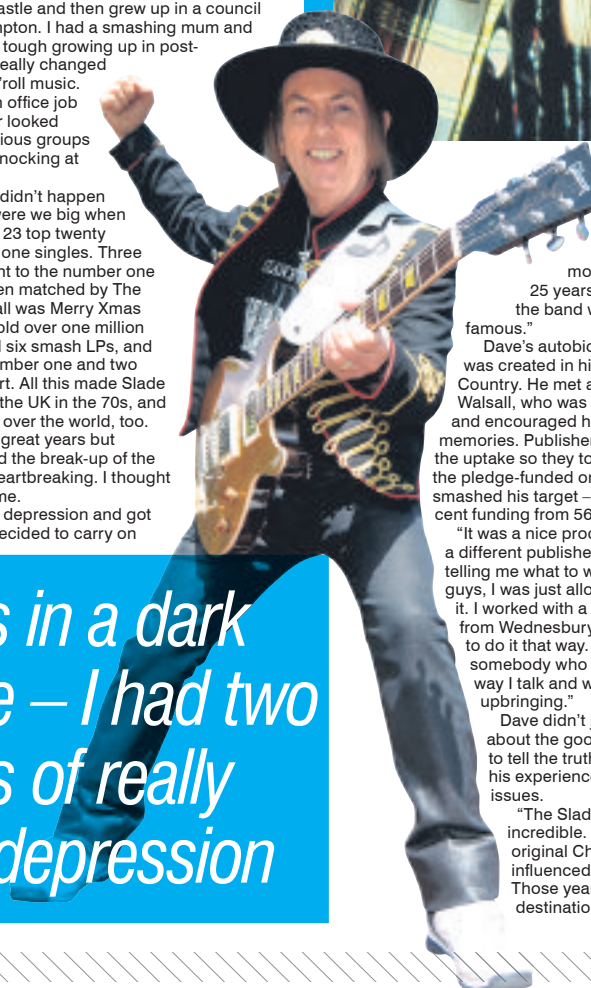 astle and then grew up in a council
mpton. I had a smashing mum and
tough growing up in post-
eally changed
'roll music.
n office job
r looked
ious groups
nocking at
didn't happen
vere we big when
23 top twenty
one singles. Three
nt to the number one
en matched by The
all was Merry Xmas
old over one million
l six smash LPs, and
mber one and two
rt. All this made Slade
the UK in the 70s, and
over the world, too.
great years but
d the break-up of the
eartbreaking. I thought
me.
depression and got
ecided to carry on
s in a dark
e – I had two
s of really
depression
mo
25 years
the band w
famous."
Dave's autobio
was created in hi
Country. He met a
Walsall, who was
and encouraged h
memories. Publisher
the uptake so they to
the pledge-funded or
smashed his target –
cent funding from 56
"It was a nice proc
a different publishe
telling me what to w
guys, I was just allo
it. I worked with a
from Wednesbury
to do it that way.
somebody who
way I talk and w
upbringing."
Dave didn't j
about the goo
to tell the truth
his experience
issues.
"The Slad
incredible.
original Ch
influenced
Those year
destinatio